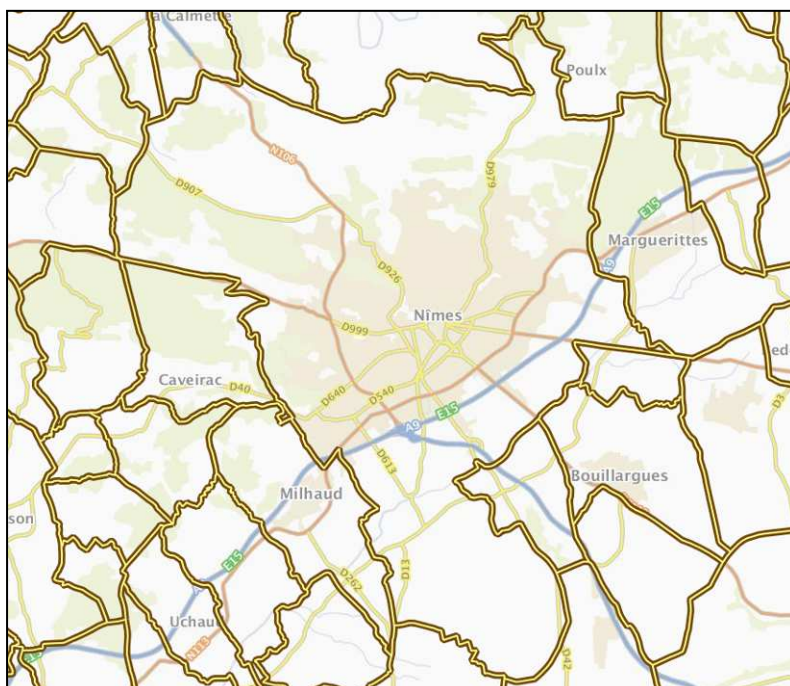 La Calmette
Poulx
N106
D979
D907
E15
Marguerittes
D926
A9
Nîmes
D999
Caveirac
D40
D640
D540
E15
A9
D3
D613
Bouillargues
Milhaud
son
E15
D13
D262
Uchau
N113
D42